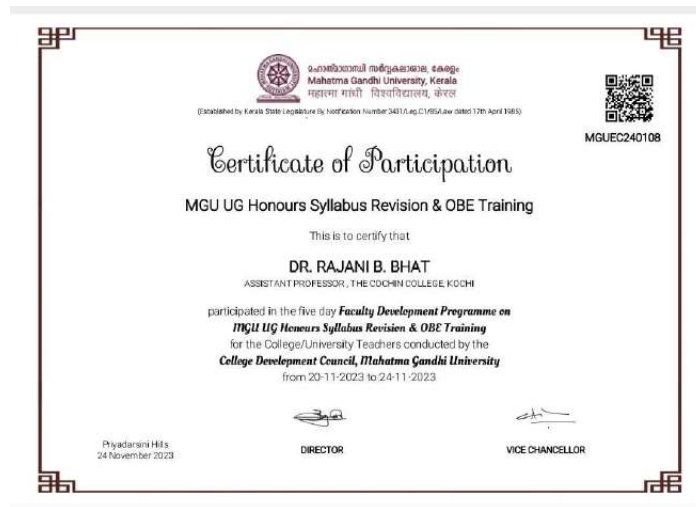 മഹാത്മാഗാന്ധി സർവ്വകലാശാല, കേരളം
Mahatma Gandhi University, Kerala
महात्मा गांधी विश्वविद्यालय, केरल
(Established by Kerala State Legislature By Notification Number 3431/Leg.C1/85/Law dated 17th April 1985)
MGUEC240108
Certificate of Participation
MGU UG Honours Syllabus Revision & OBE Training
This is to certify that
DR. RAJANI B. BHAT
ASSISTANT PROFESSOR, THE COCHIN COLLEGE, KOCHI
participated in the five day Faculty Development Programme on
MGU UG Honours Syllabus Revision & OBE Training
for the College/University Teachers conducted by the
College Development Council, Mahatma Gandhi University
from 20-11-2023 to 24-11-2023
Priyadarsini Hills
24 November 2023
DIRECTOR
VICE CHANCELLOR